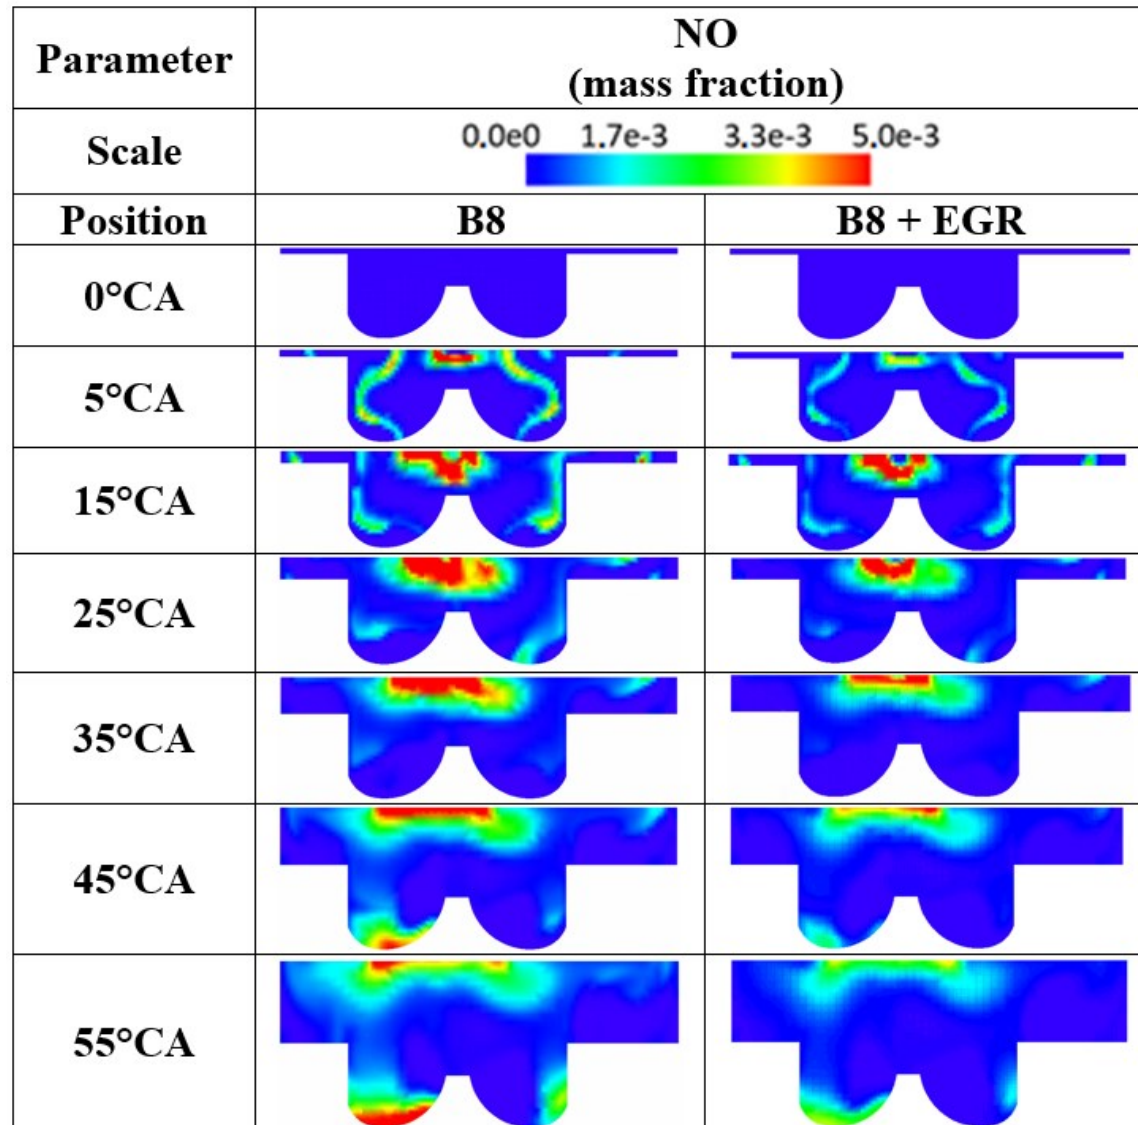 Parameter
NO
(mass fraction)
Scale
0.0e0 1.7e-3 3.3e-3 5.0e-3
Position
B8
B8 + EGR
0°CA
5°CA
15°CA
25°CA
35°CA
45°CA
55°CA